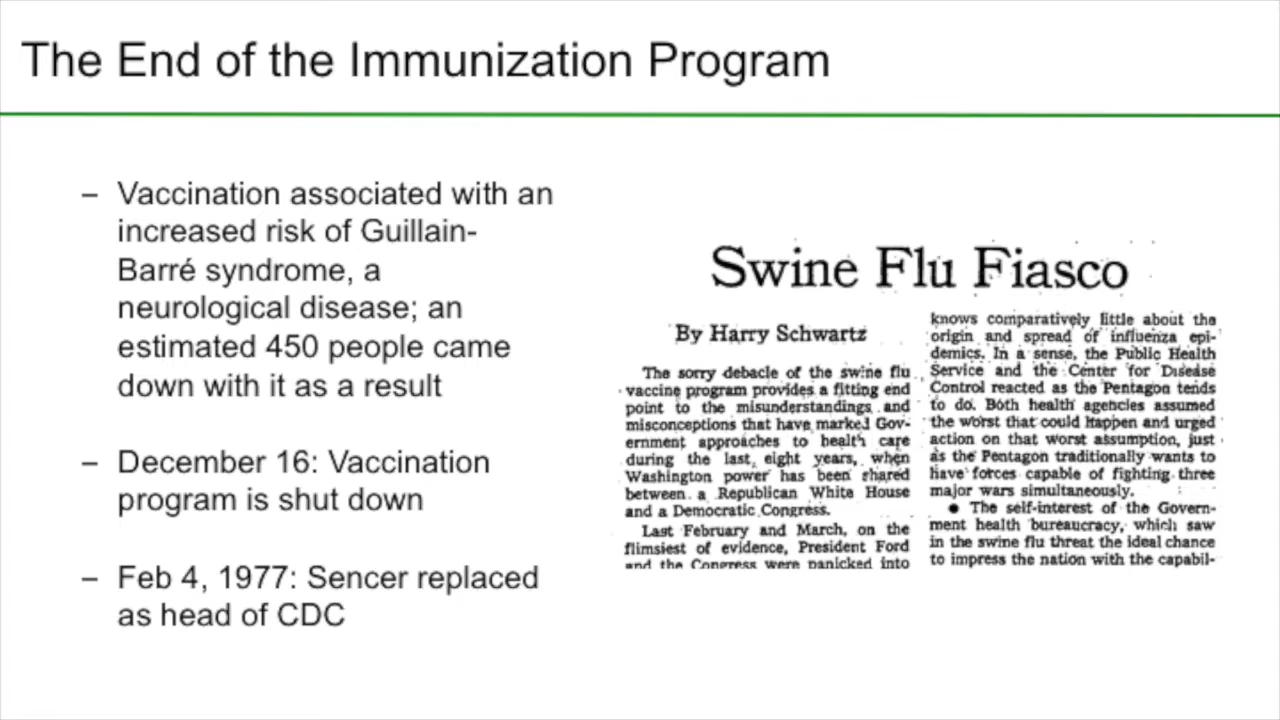 The End of the Immunization Program
– Vaccination associated with an
increased risk of Guillain-
Barré syndrome, a
neurological disease; an
estimated 450 people came
down with it as a result
– December 16: Vaccination
program is shut down
– Feb 4, 1977: Sencer replaced
as head of CDC
Swine Flu Fiasco
By Harry Schwartz
The sorry debacle of the swine flu
vaccine program provides a fitting end
point to the misunderstandings and
misconceptions that have marked Gov-
ernment approaches to health care
during the last eight years, when
Washington power has been shared
between a Republican White House
and a Democratic Congress.
Last February and March, on the
flimsiest of evidence, President Ford
and the Congress were panicked into
knows comparatively little about the
origin and spread of influenza epi-
demics. In a sense, the Public Health
Service and the Center for Disease
Control reacted as the Pentagon tends
to do. Both health agencies assumed
the worst that could happen and urged
action on that worst assumption, just
as the Pentagon traditionally wants to
have forces capable of fighting three
major wars simultaneously.
● The self-interest of the Govern-
ment health bureaucracy, which saw
in the swine flu threat the ideal chance
to impress the nation with the capabil-